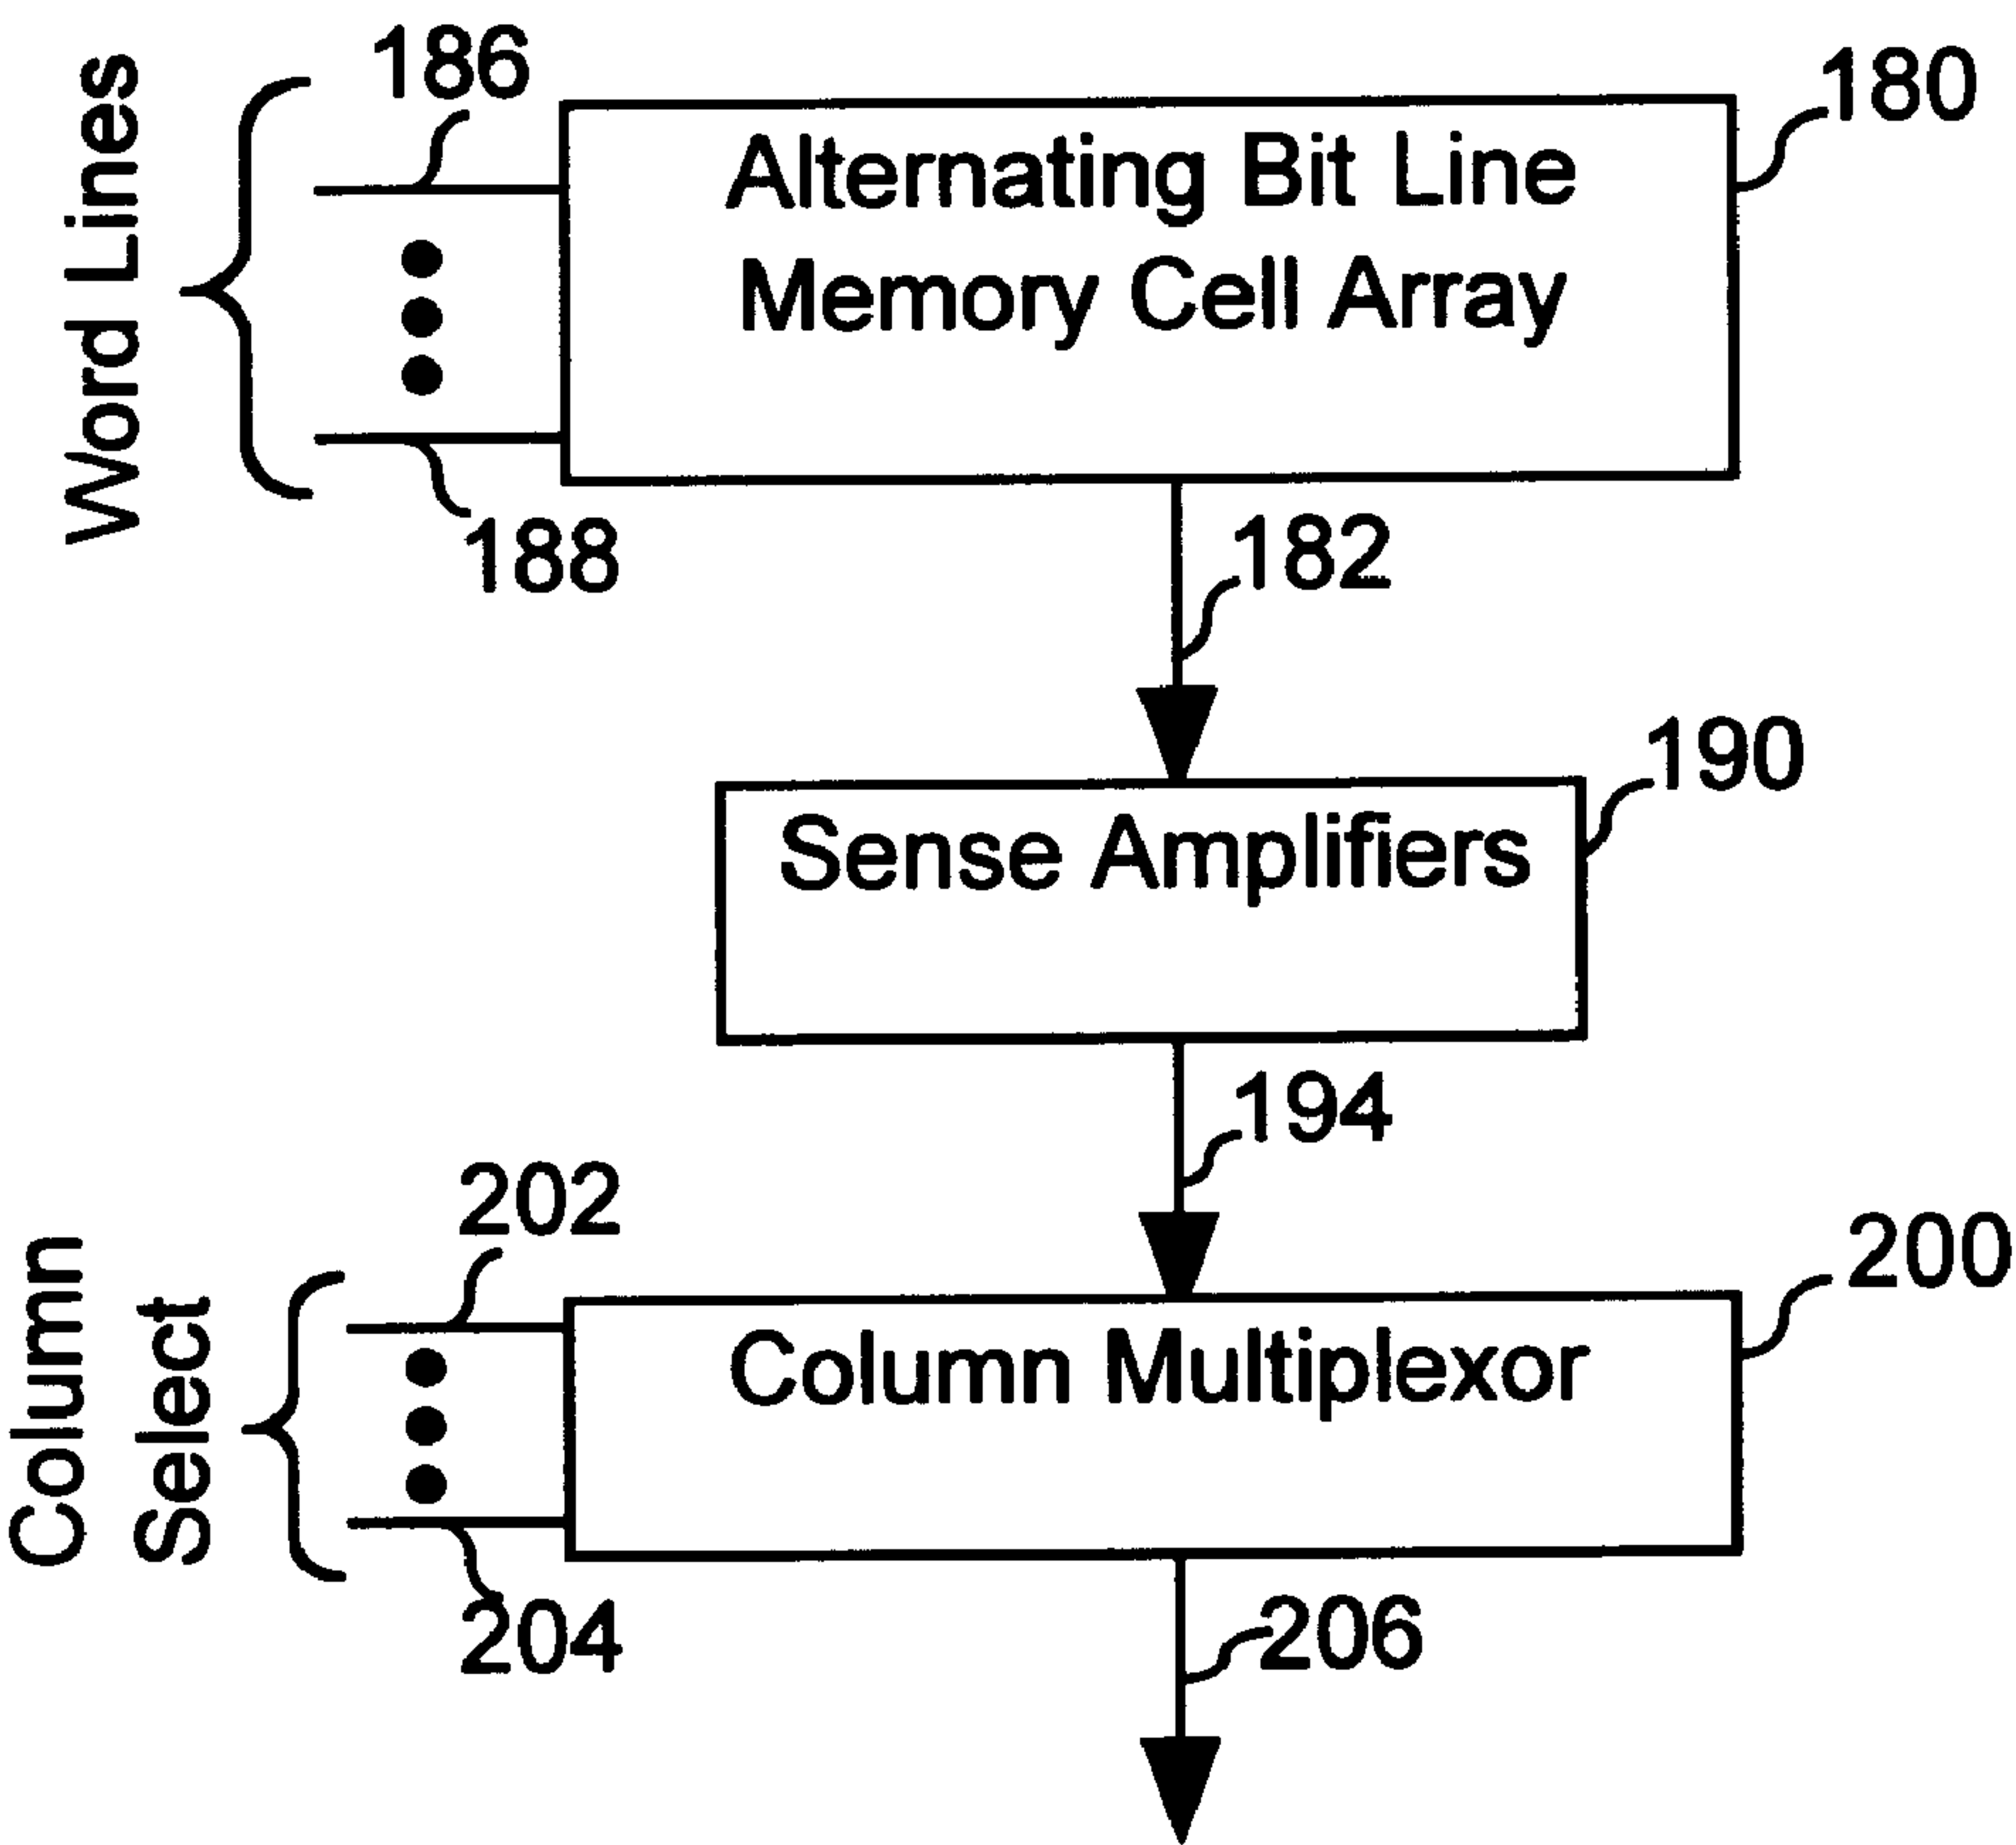 186
180
Word Lines
Alternating Bit Line
Memory Cell Array
188
182
190
Sense Amplifiers
194
202
200
Column
Select
Column Multiplexor
204
206